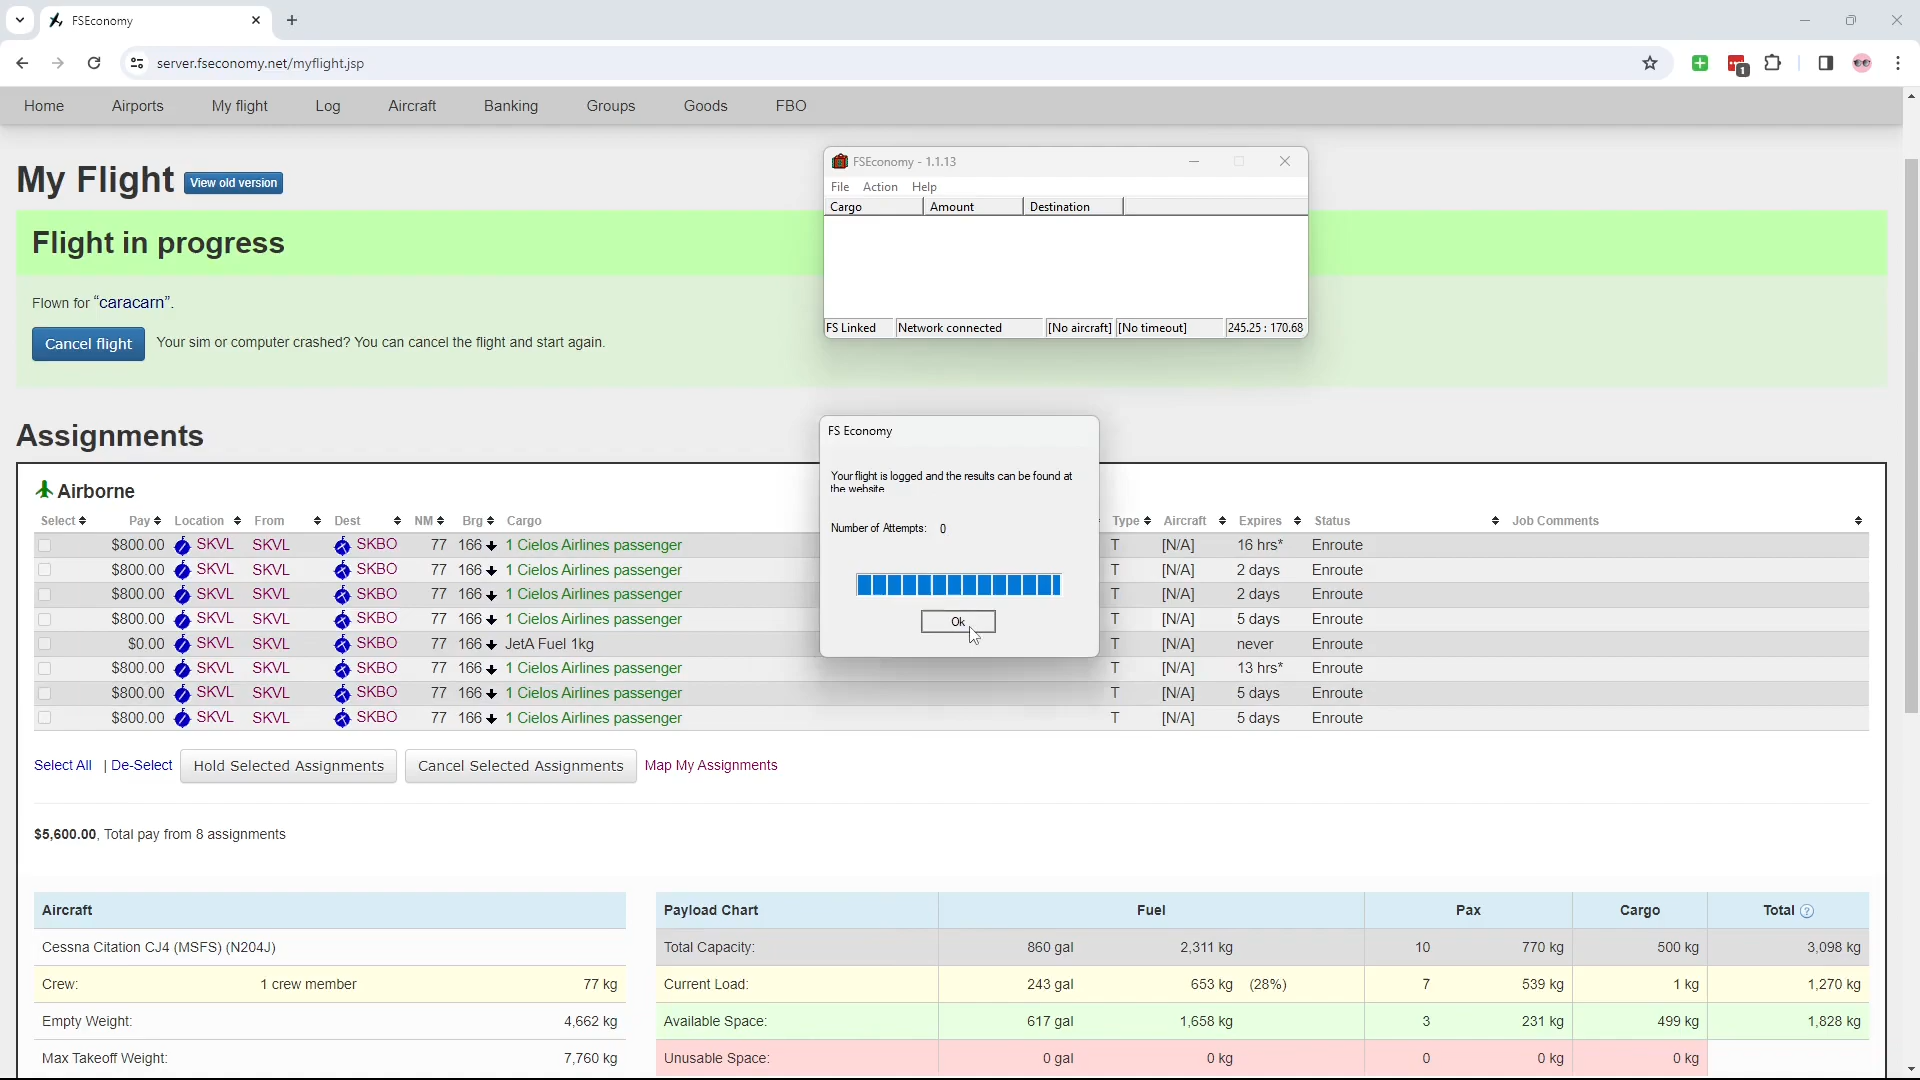 FSEconomy
server.fseconomy.net/myflight.jsp
1
Home Airports My flight Log Aircraft Banking Groups Goods FBO
My Flight View old version
Flight in progress
Flown for “caracarn”.
Cancel flight Your sim or computer crashed? You can cancel the flight and start again.
FSEconomy - 1.1.13
File Action Help
Cargo Amount Destination
FS Linked Network connected [No aircraft] [No timeout] 245.25 : 170.68
FS Economy
Your flight is logged and the results can be found at
the website
Number of Attempts: 0
Ok
Assignments
Airborne
Select Pay Location From Dest NM Brg Cargo Type Aircraft Expires Status Job Comments
$800.00 SKVL SKVL SKBO 77 166 1 Cielos Airlines passenger T [N/A] 16 hrs* Enroute
$800.00 SKVL SKVL SKBO 77 166 1 Cielos Airlines passenger T [N/A] 2 days Enroute
$800.00 SKVL SKVL SKBO 77 166 1 Cielos Airlines passenger T [N/A] 2 days Enroute
$800.00 SKVL SKVL SKBO 77 166 1 Cielos Airlines passenger T [N/A] 5 days Enroute
$0.00 SKVL SKVL SKBO 77 166 JetA Fuel 1kg T [N/A] never Enroute
$800.00 SKVL SKVL SKBO 77 166 1 Cielos Airlines passenger T [N/A] 13 hrs* Enroute
$800.00 SKVL SKVL SKBO 77 166 1 Cielos Airlines passenger T [N/A] 5 days Enroute
$800.00 SKVL SKVL SKBO 77 166 1 Cielos Airlines passenger T [N/A] 5 days Enroute
Select All | De-Select Hold Selected Assignments Cancel Selected Assignments Map My Assignments
$5,600.00, Total pay from 8 assignments
Aircraft
Cessna Citation CJ4 (MSFS) (N204J)
Crew: 1 crew member 77 kg
Empty Weight: 4,662 kg
Max Takeoff Weight: 7,760 kg
Payload Chart Fuel Pax Cargo Total ?
Total Capacity: 860 gal 2,311 kg 10 770 kg 500 kg 3,098 kg
Current Load: 243 gal 653 kg (28%) 7 539 kg 1 kg 1,270 kg
Available Space: 617 gal 1,658 kg 3 231 kg 499 kg 1,828 kg
Unusable Space: 0 gal 0 kg 0 0 kg 0 kg